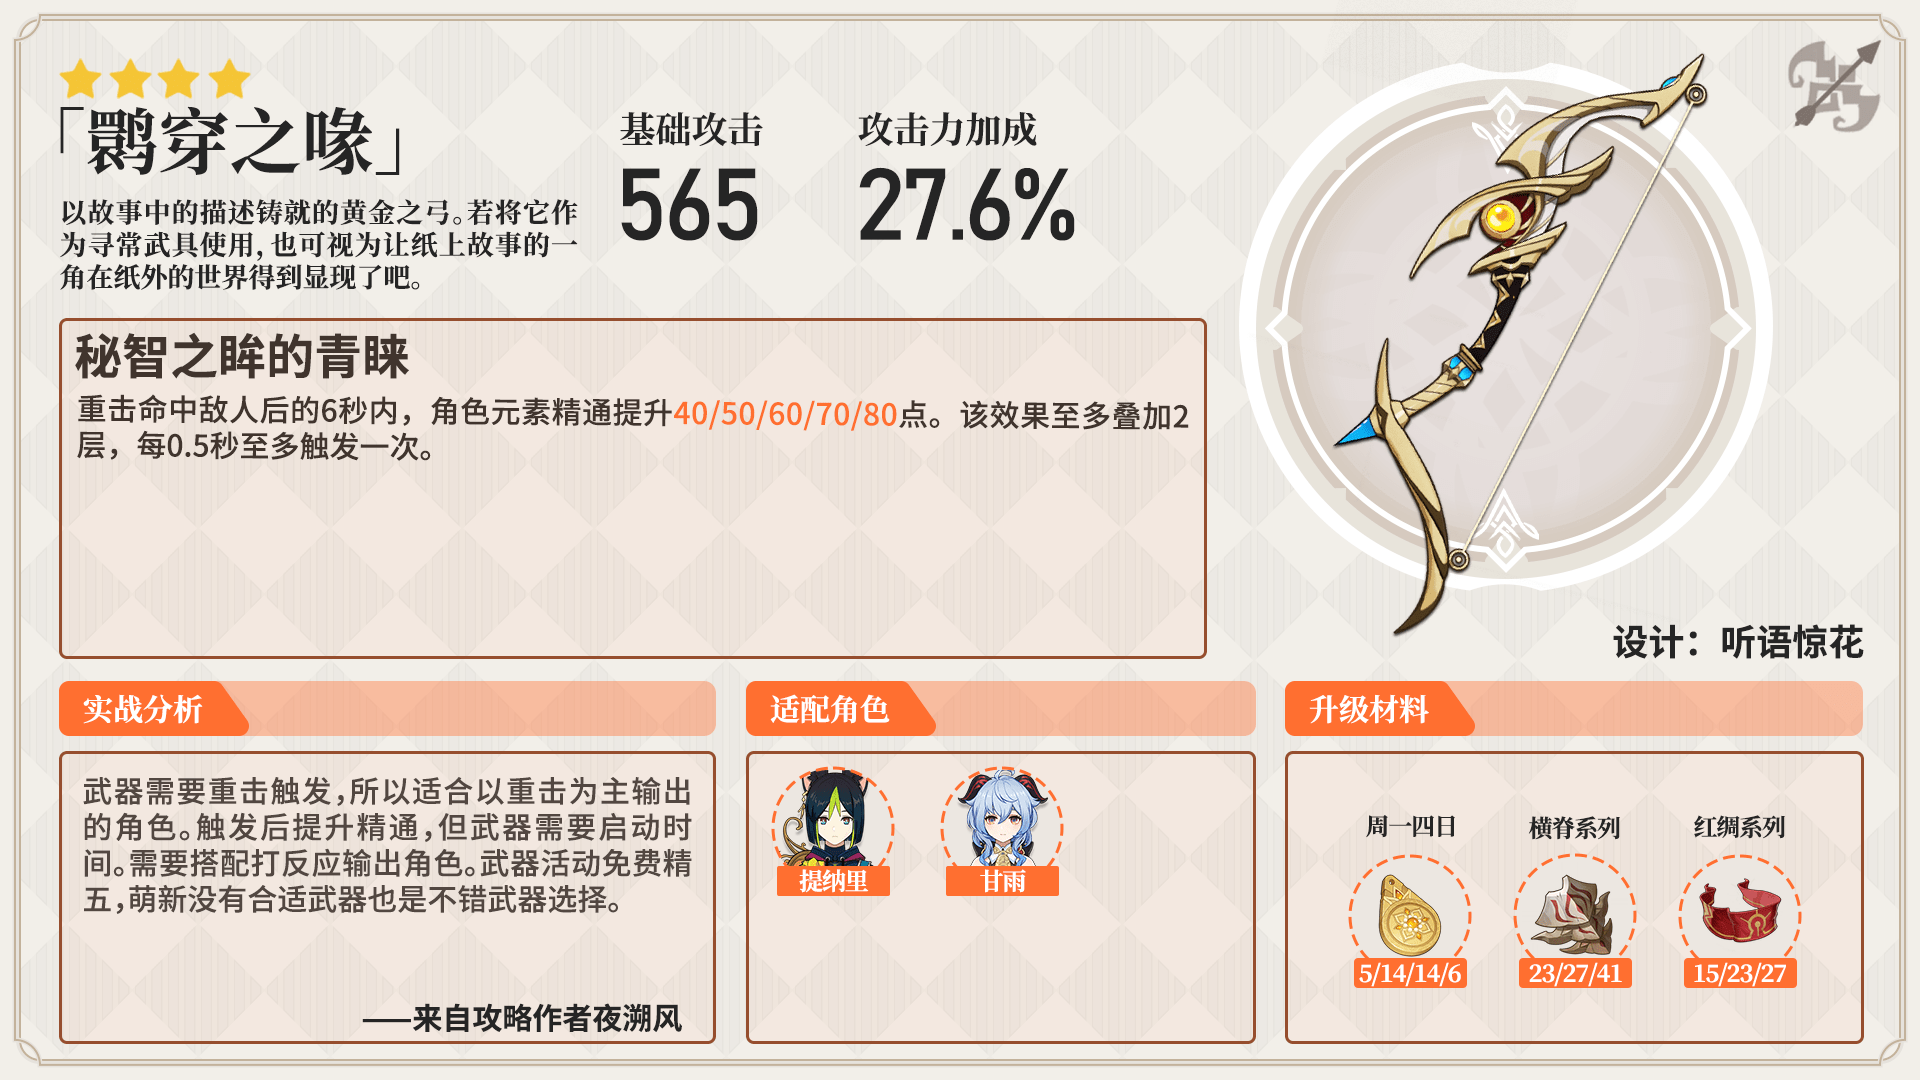 「鹮穿之喙」
以故事中的描述铸就的黄金之弓。若将它作
为寻常武具使用，也可视为让纸上故事的一
角在纸外的世界得到显现了吧。
基础攻击
565
攻击力加成
27.6%
秘智之眸的青睐
重击命中敌人后的6秒内，角色元素精通提升40/50/60/70/80点。该效果至多叠加2
层，每0.5秒至多触发一次。
设计：听语惊花
实战分析
武器需要重击触发，所以适合以重击为主输出
的角色。触发后提升精通，但武器需要启动时
间。需要搭配打反应输出角色。武器活动免费精
五，萌新没有合适武器也是不错武器选择。
——来自攻略作者夜溯风
适配角色
提纳里
甘雨
升级材料
周一四日
横脊系列
红绸系列
5/14/14/6
23/27/41
15/23/27